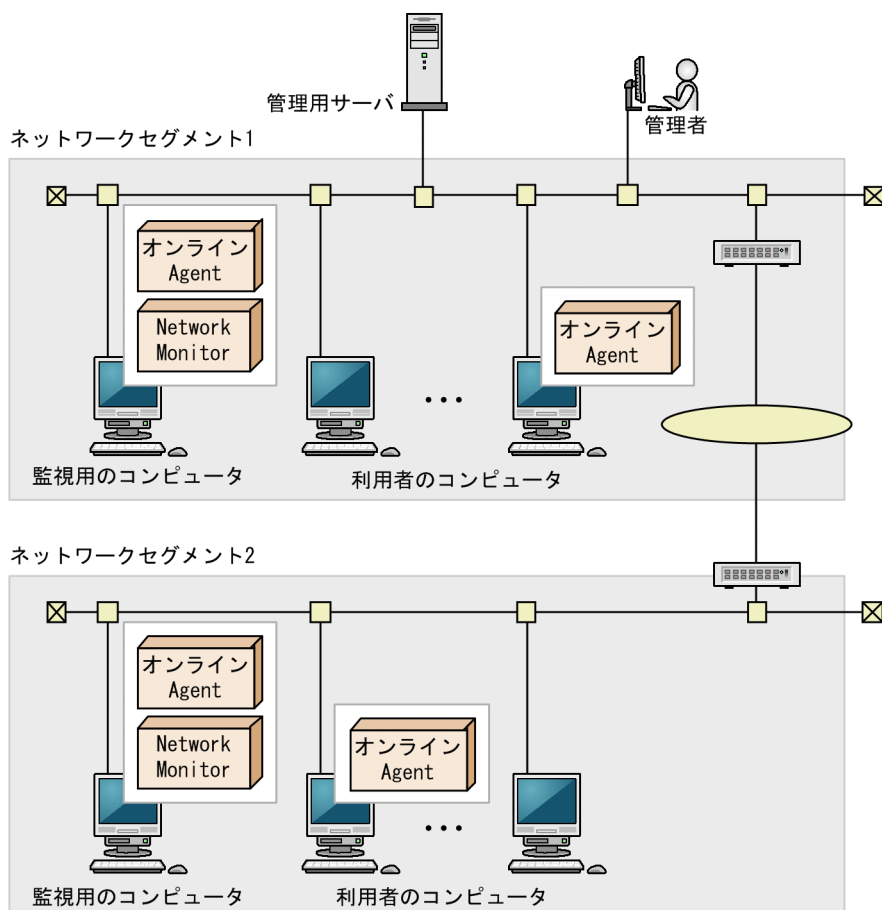 管理用サーバ
管理者
ネットワークセグメント1
オンライン
Agent
Network
Monitor
オンライン
Agent
・・・
監視用のコンピュータ
利用者のコンピュータ
ネットワークセグメント2
オンライン
Agent
Network
Monitor
オンライン
Agent
・・・
監視用のコンピュータ
利用者のコンピュータ